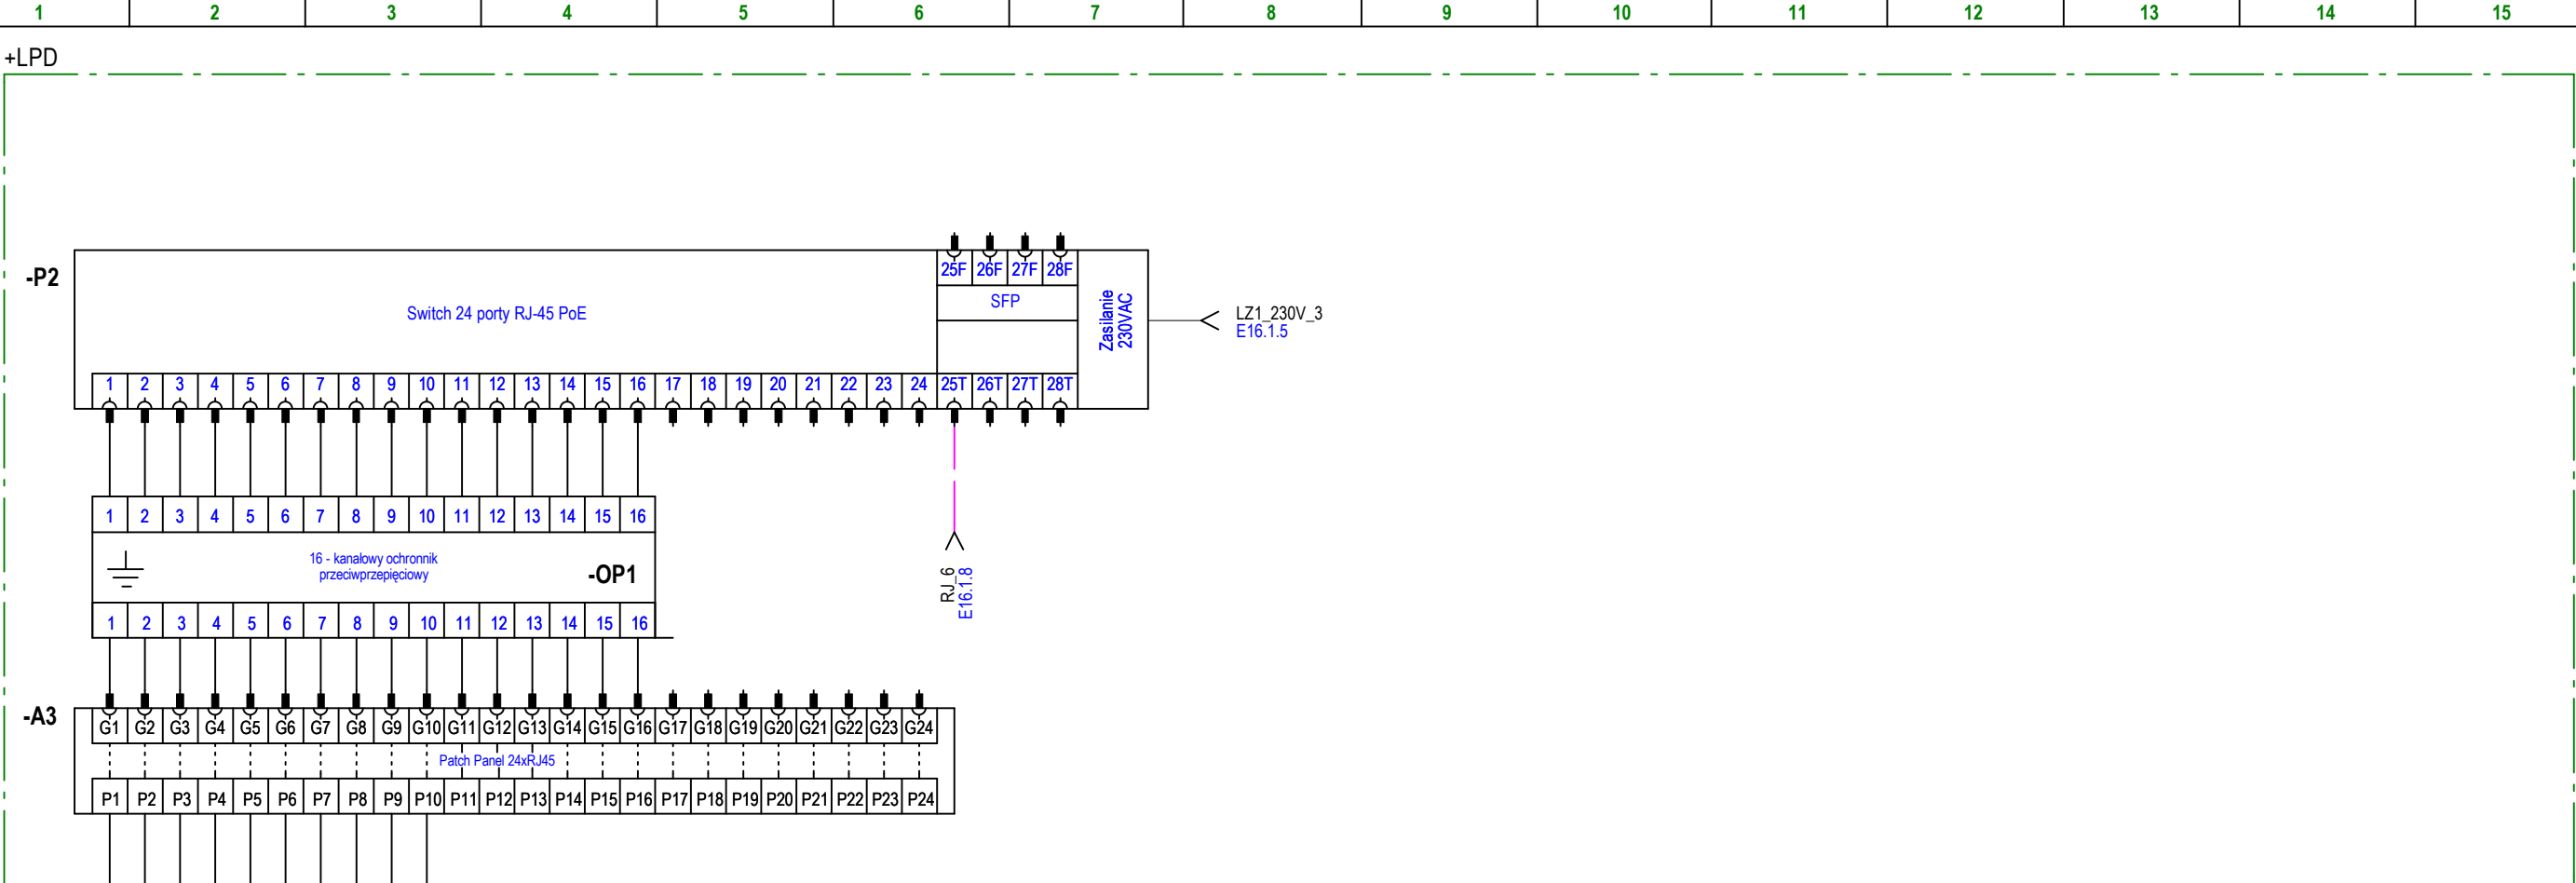 1 2 3 4 5 6 7 8 9 10 11 12 13 14 15
+LPD
-P2
25F 26F 27F 28F
SFP
Switch 24 porty RJ-45 PoE
Zasilanie
230VAC
LZ1_230V_3
E16.1.5
1 2 3 4 5 6 7 8 9 10 11 12 13 14 15 16 17 18 19 20 21 22 23 24 25T 26T 27T 28T
1 2 3 4 5 6 7 8 9 10 11 12 13 14 15 16
16 - kanałowy ochronnik
przeciwprzepięciowy
-OP1
RJ_6
E16.1.8
1 2 3 4 5 6 7 8 9 10 11 12 13 14 15 16
-A3
G1 G2 G3 G4 G5 G6 G7 G8 G9 G10 G11 G12 G13 G14 G15 G16 G17 G18 G19 G20 G21 G22 G23 G24
Patch Panel 24xRJ45
P1 P2 P3 P4 P5 P6 P7 P8 P9 P10 P11 P12 P13 P14 P15 P16 P17 P18 P19 P20 P21 P22 P23 P24